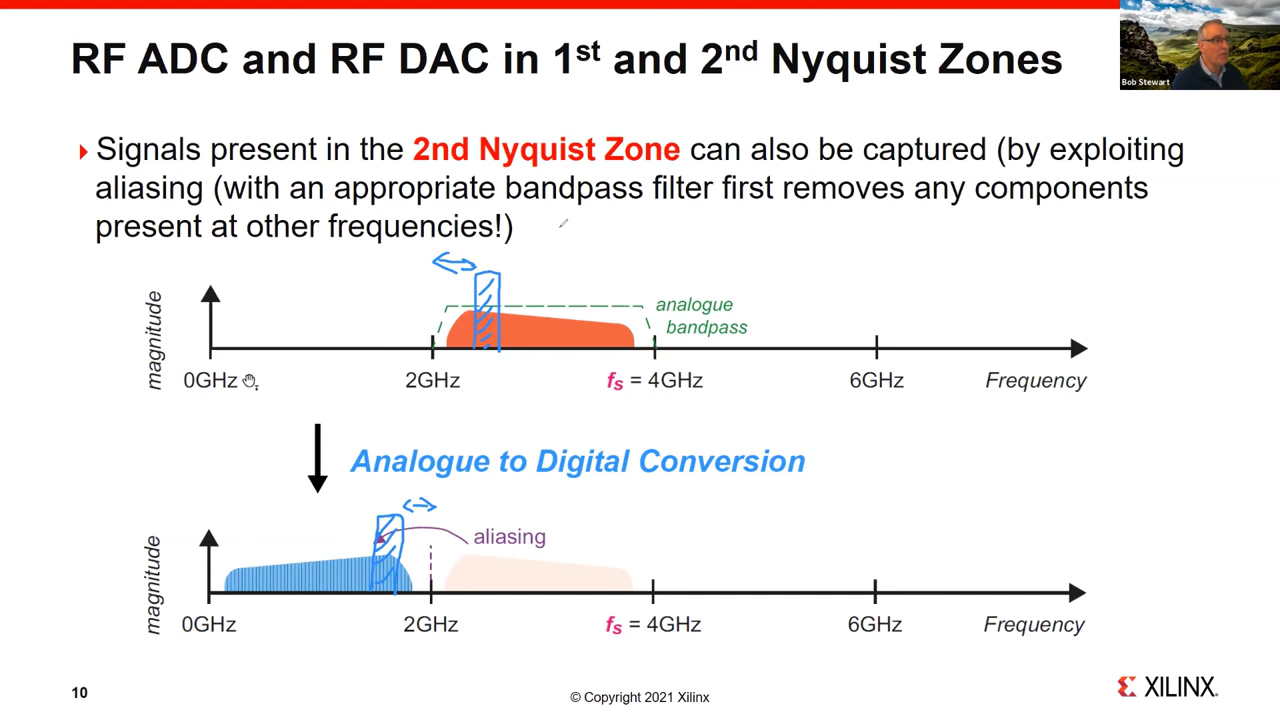 RF ADC and RF DAC in 1st and 2nd Nyquist Zones
Bob Stewart
Signals present in the 2nd Nyquist Zone can also be captured (by exploiting
aliasing (with an appropriate bandpass filter first removes any components
present at other frequencies!)
magnitude
analogue
bandpass
0GHz 2GHz fs = 4GHz 6GHz Frequency
Analogue to Digital Conversion
magnitude
aliasing
0GHz 2GHz fs = 4GHz 6GHz Frequency
10
© Copyright 2021 Xilinx
XILINX.